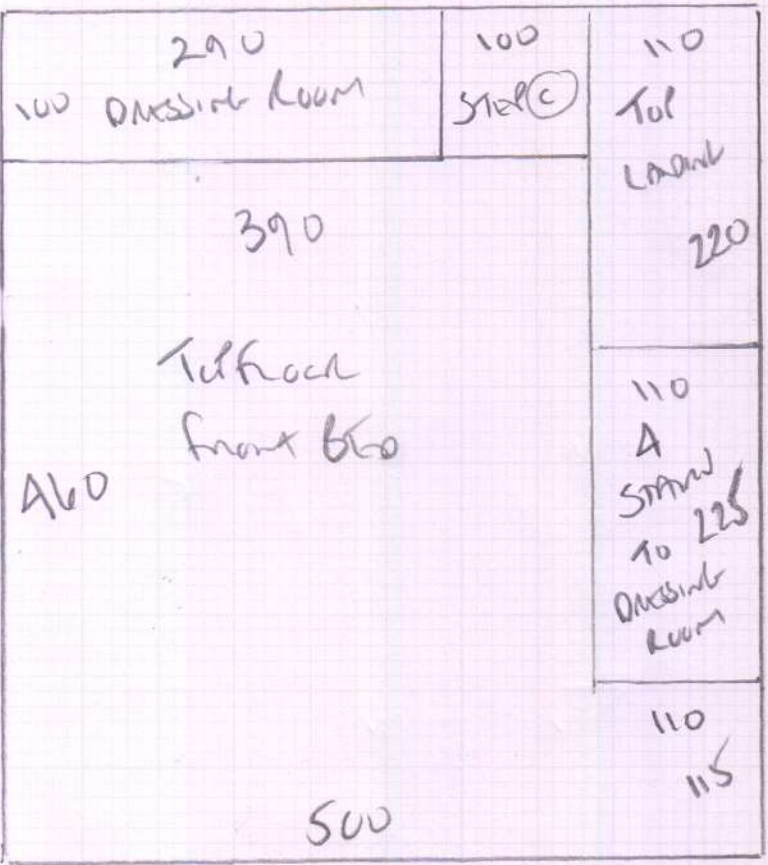 290
100 DRESSING ROOM
100
STEP C
110
TOP
LANDING
220
390
TOP FLOOR
front BED
460
500
110
A
STAIRS
TO 225
DRESSING
ROOM
110
115